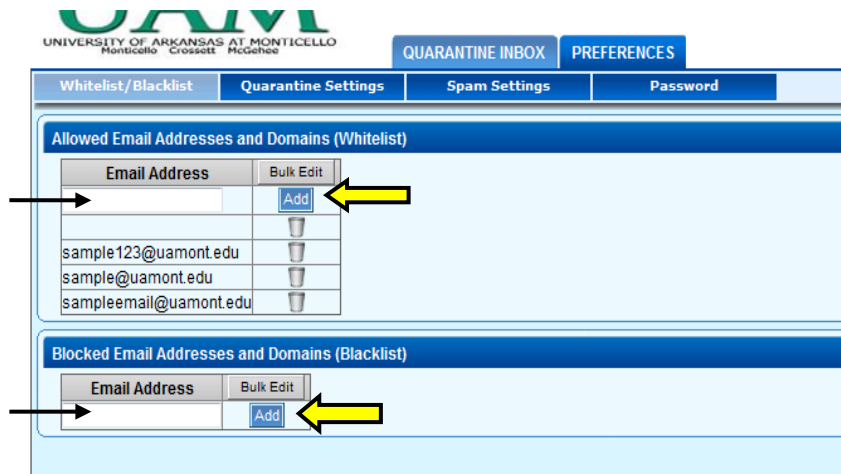 UAM
UNIVERSITY OF ARKANSAS AT MONTICELLO
Monticello Crossett McGehee
QUARANTINE INBOX PREFERENCES
Whitelist/Blacklist Quarantine Settings Spam Settings Password
Allowed Email Addresses and Domains (Whitelist)
Email Address Bulk Edit
Add
sample123@uamont.edu
sample@uamont.edu
sampleemail@uamont.edu
Blocked Email Addresses and Domains (Blacklist)
Email Address Bulk Edit
Add